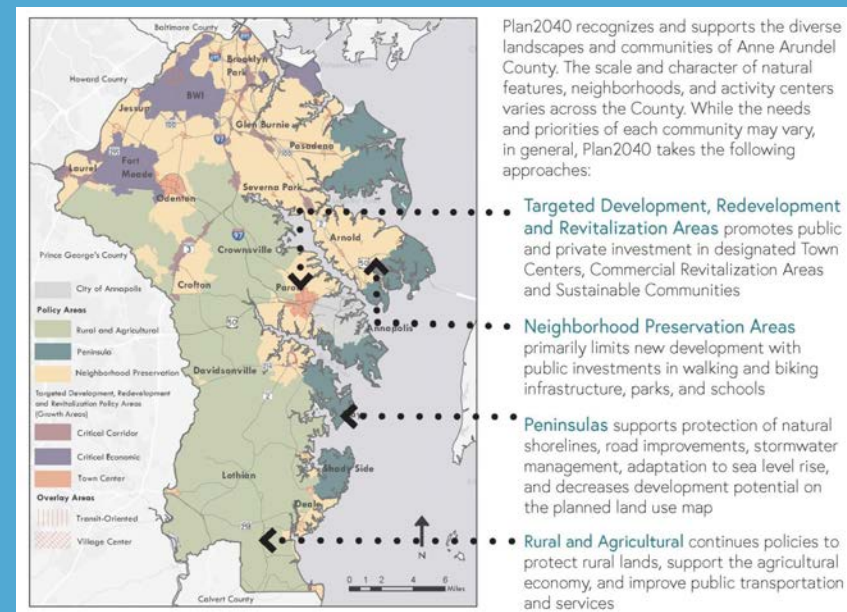 Baltimore County
Brooklyn
Park
Howard County
BWI
Jessup
Glen Burnie
Pasadena
Laurel
Fort
Meade
Severna Park
Odenton
Arnold
Crownsville
Prince George's County
Crofton
Parole
Annapolis
Davidsonville
Lothian
Shady Side
Deale
Calvert County
City of Annapolis
Policy Areas
Rural and Agricultural
Peninsula
Neighborhood Preservation
Targeted Development, Redevelopment
and Revitalization Policy Areas
(Growth Areas)
Critical Corridor
Critical Economic
Town Center
Overlay Areas
Transit-Oriented
Village Center
N
0 1 2 4 6
Miles
Plan2040 recognizes and supports the diverse
landscapes and communities of Anne Arundel
County. The scale and character of natural
features, neighborhoods, and activity centers
varies across the County. While the needs
and priorities of each community may vary,
in general, Plan2040 takes the following
approaches:
Targeted Development, Redevelopment
and Revitalization Areas promotes public
and private investment in designated Town
Centers, Commercial Revitalization Areas
and Sustainable Communities
Neighborhood Preservation Areas
primarily limits new development with
public investments in walking and biking
infrastructure, parks, and schools
Peninsulas supports protection of natural
shorelines, road improvements, stormwater
management, adaptation to sea level rise,
and decreases development potential on
the planned land use map
Rural and Agricultural continues policies to
protect rural lands, support the agricultural
economy, and improve public transportation
and services